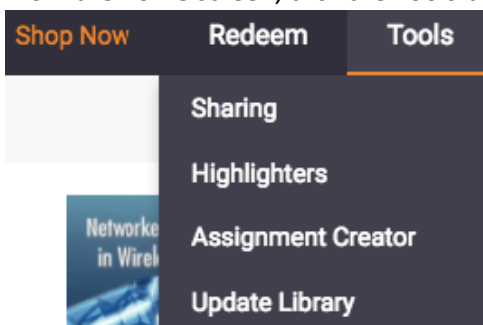 Shop Now Redeem Tools
Sharing
Highlighters
Networke
Assignment Creator
in Wirel
Update Library